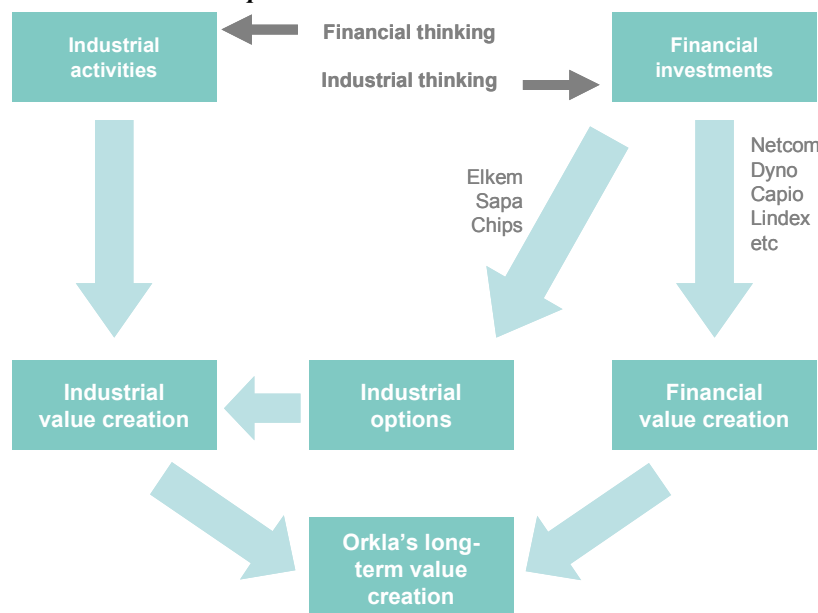 Industrial
activities
Financial thinking
Industrial thinking
Financial
investments
Elkem
Sapa
Chips
Netcom
Dyno
Capio
Lindex
etc
Industrial
value creation
Industrial
options
Financial
value creation
Orkla's long-
term value
creation